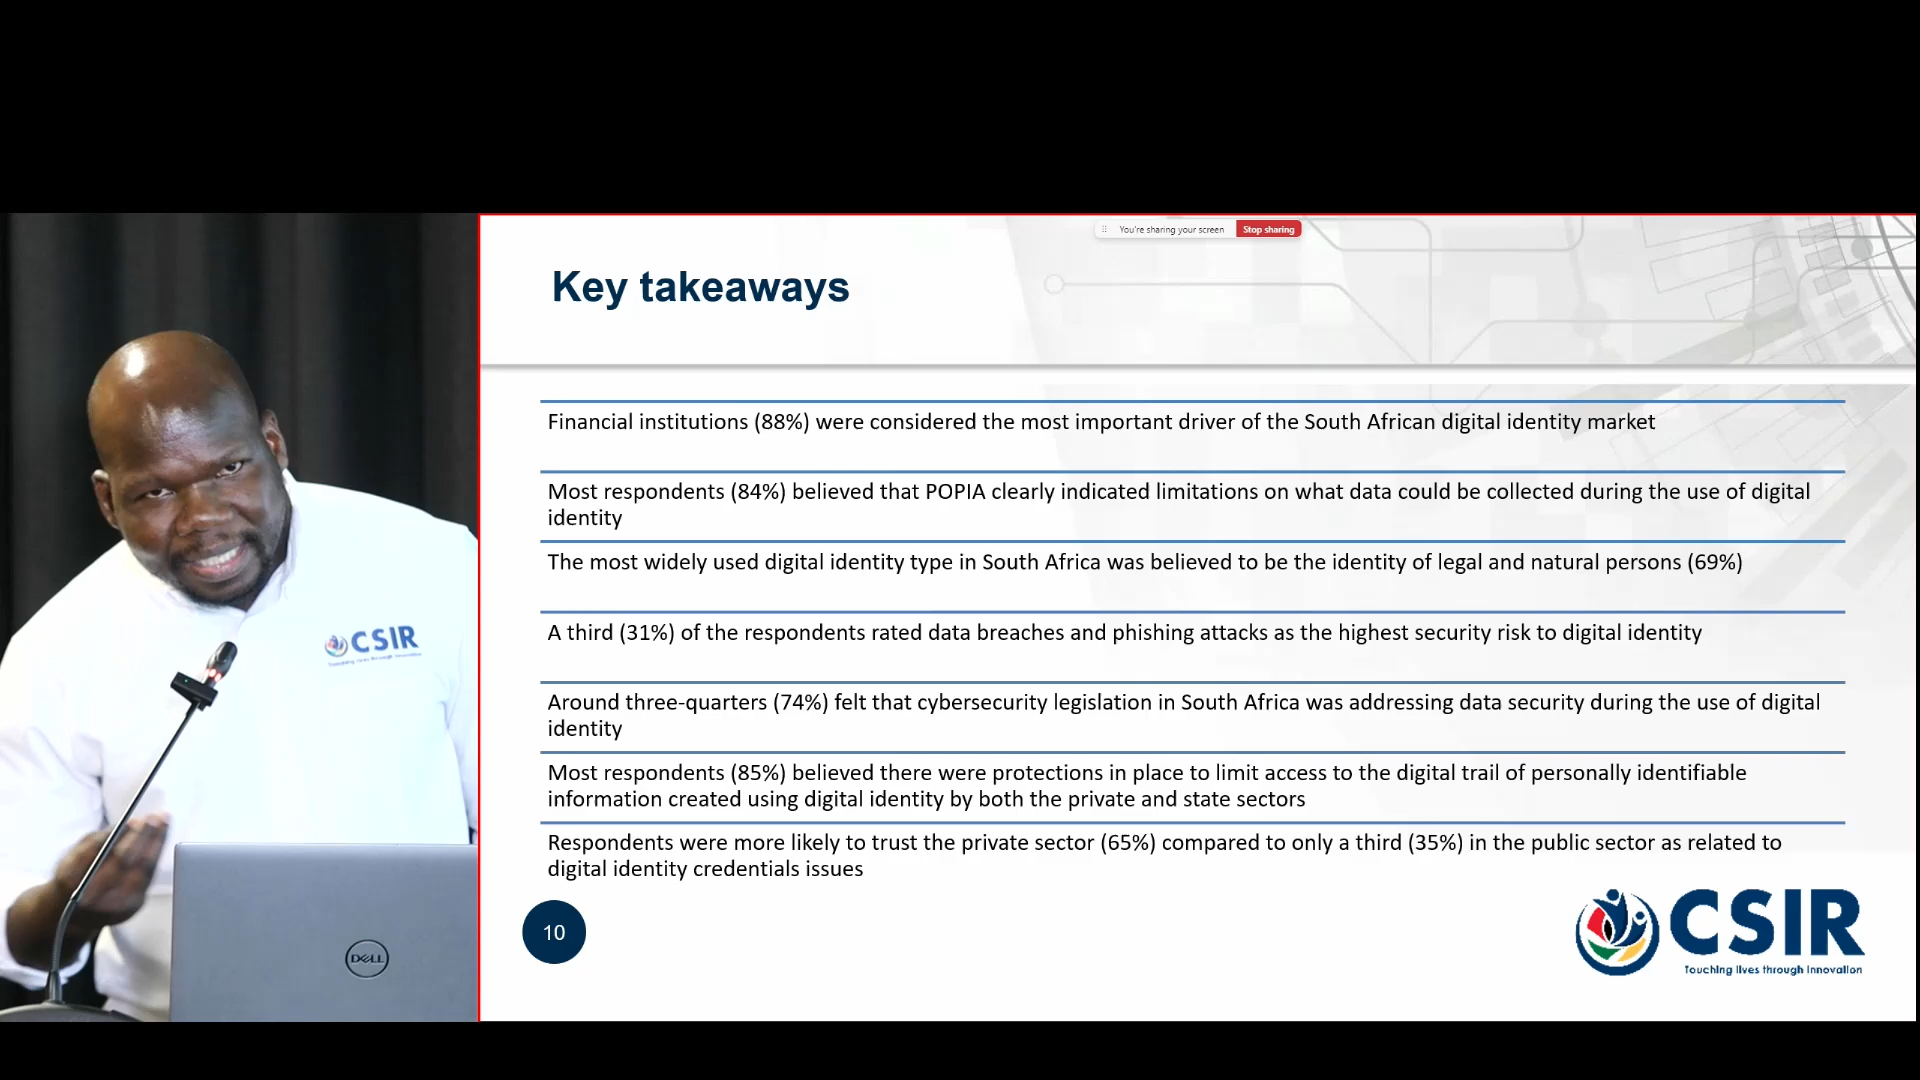 You're sharing your screen
Stop sharing
Key takeaways
Financial institutions (88%) were considered the most important driver of the South African digital identity market
Most respondents (84%) believed that POPIA clearly indicated limitations on what data could be collected during the use of digital
identity
The most widely used digital identity type in South Africa was believed to be the identity of legal and natural persons (69%)
A third (31%) of the respondents rated data breaches and phishing attacks as the highest security risk to digital identity
Around three-quarters (74%) felt that cybersecurity legislation in South Africa was addressing data security during the use of digital
identity
Most respondents (85%) believed there were protections in place to limit access to the digital trail of personally identifiable
information created using digital identity by both the private and state sectors
Respondents were more likely to trust the private sector (65%) compared to only a third (35%) in the public sector as related to
digital identity credentials issues
10
CSIR
Touching lives through innovation
CSIR
Touching lives through innovation
DELL